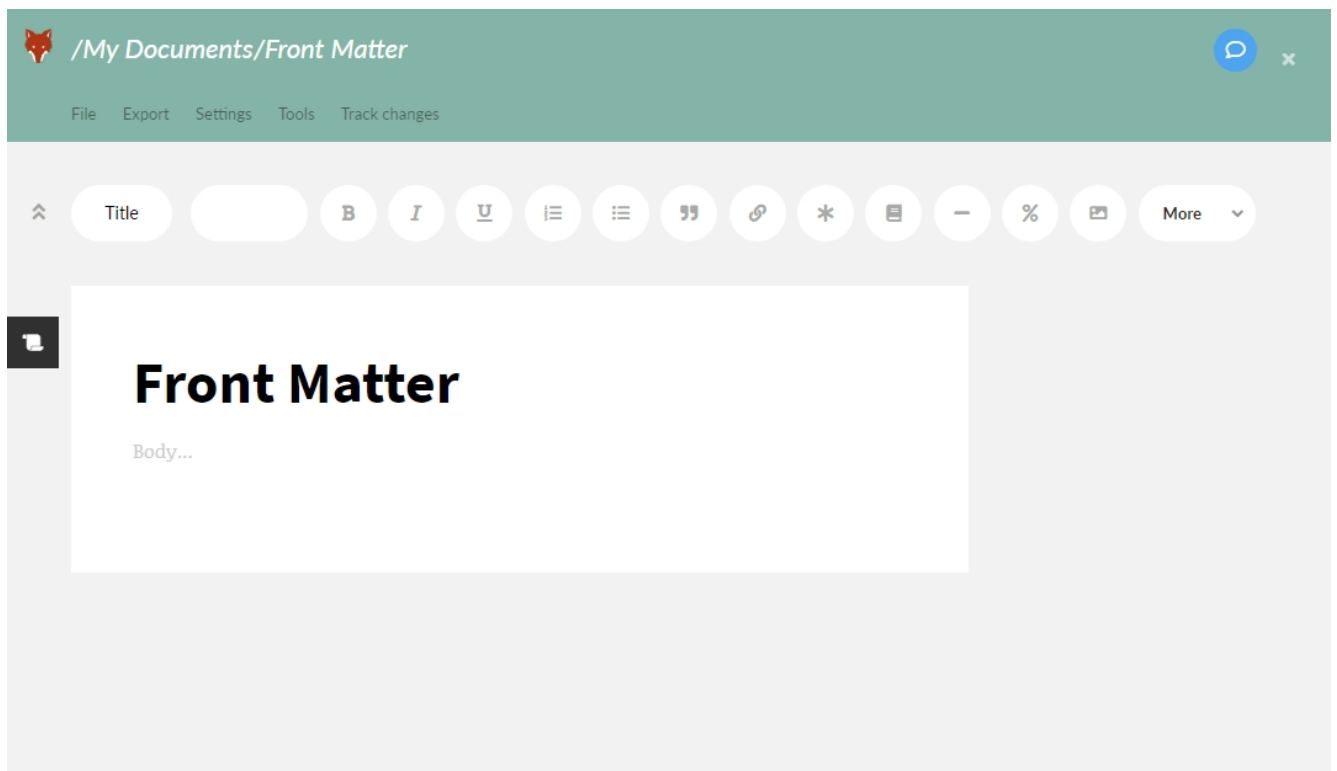 /My Documents/Front Matter
File Export Settings Tools Track changes
Title B I U % More
Front Matter
Body...